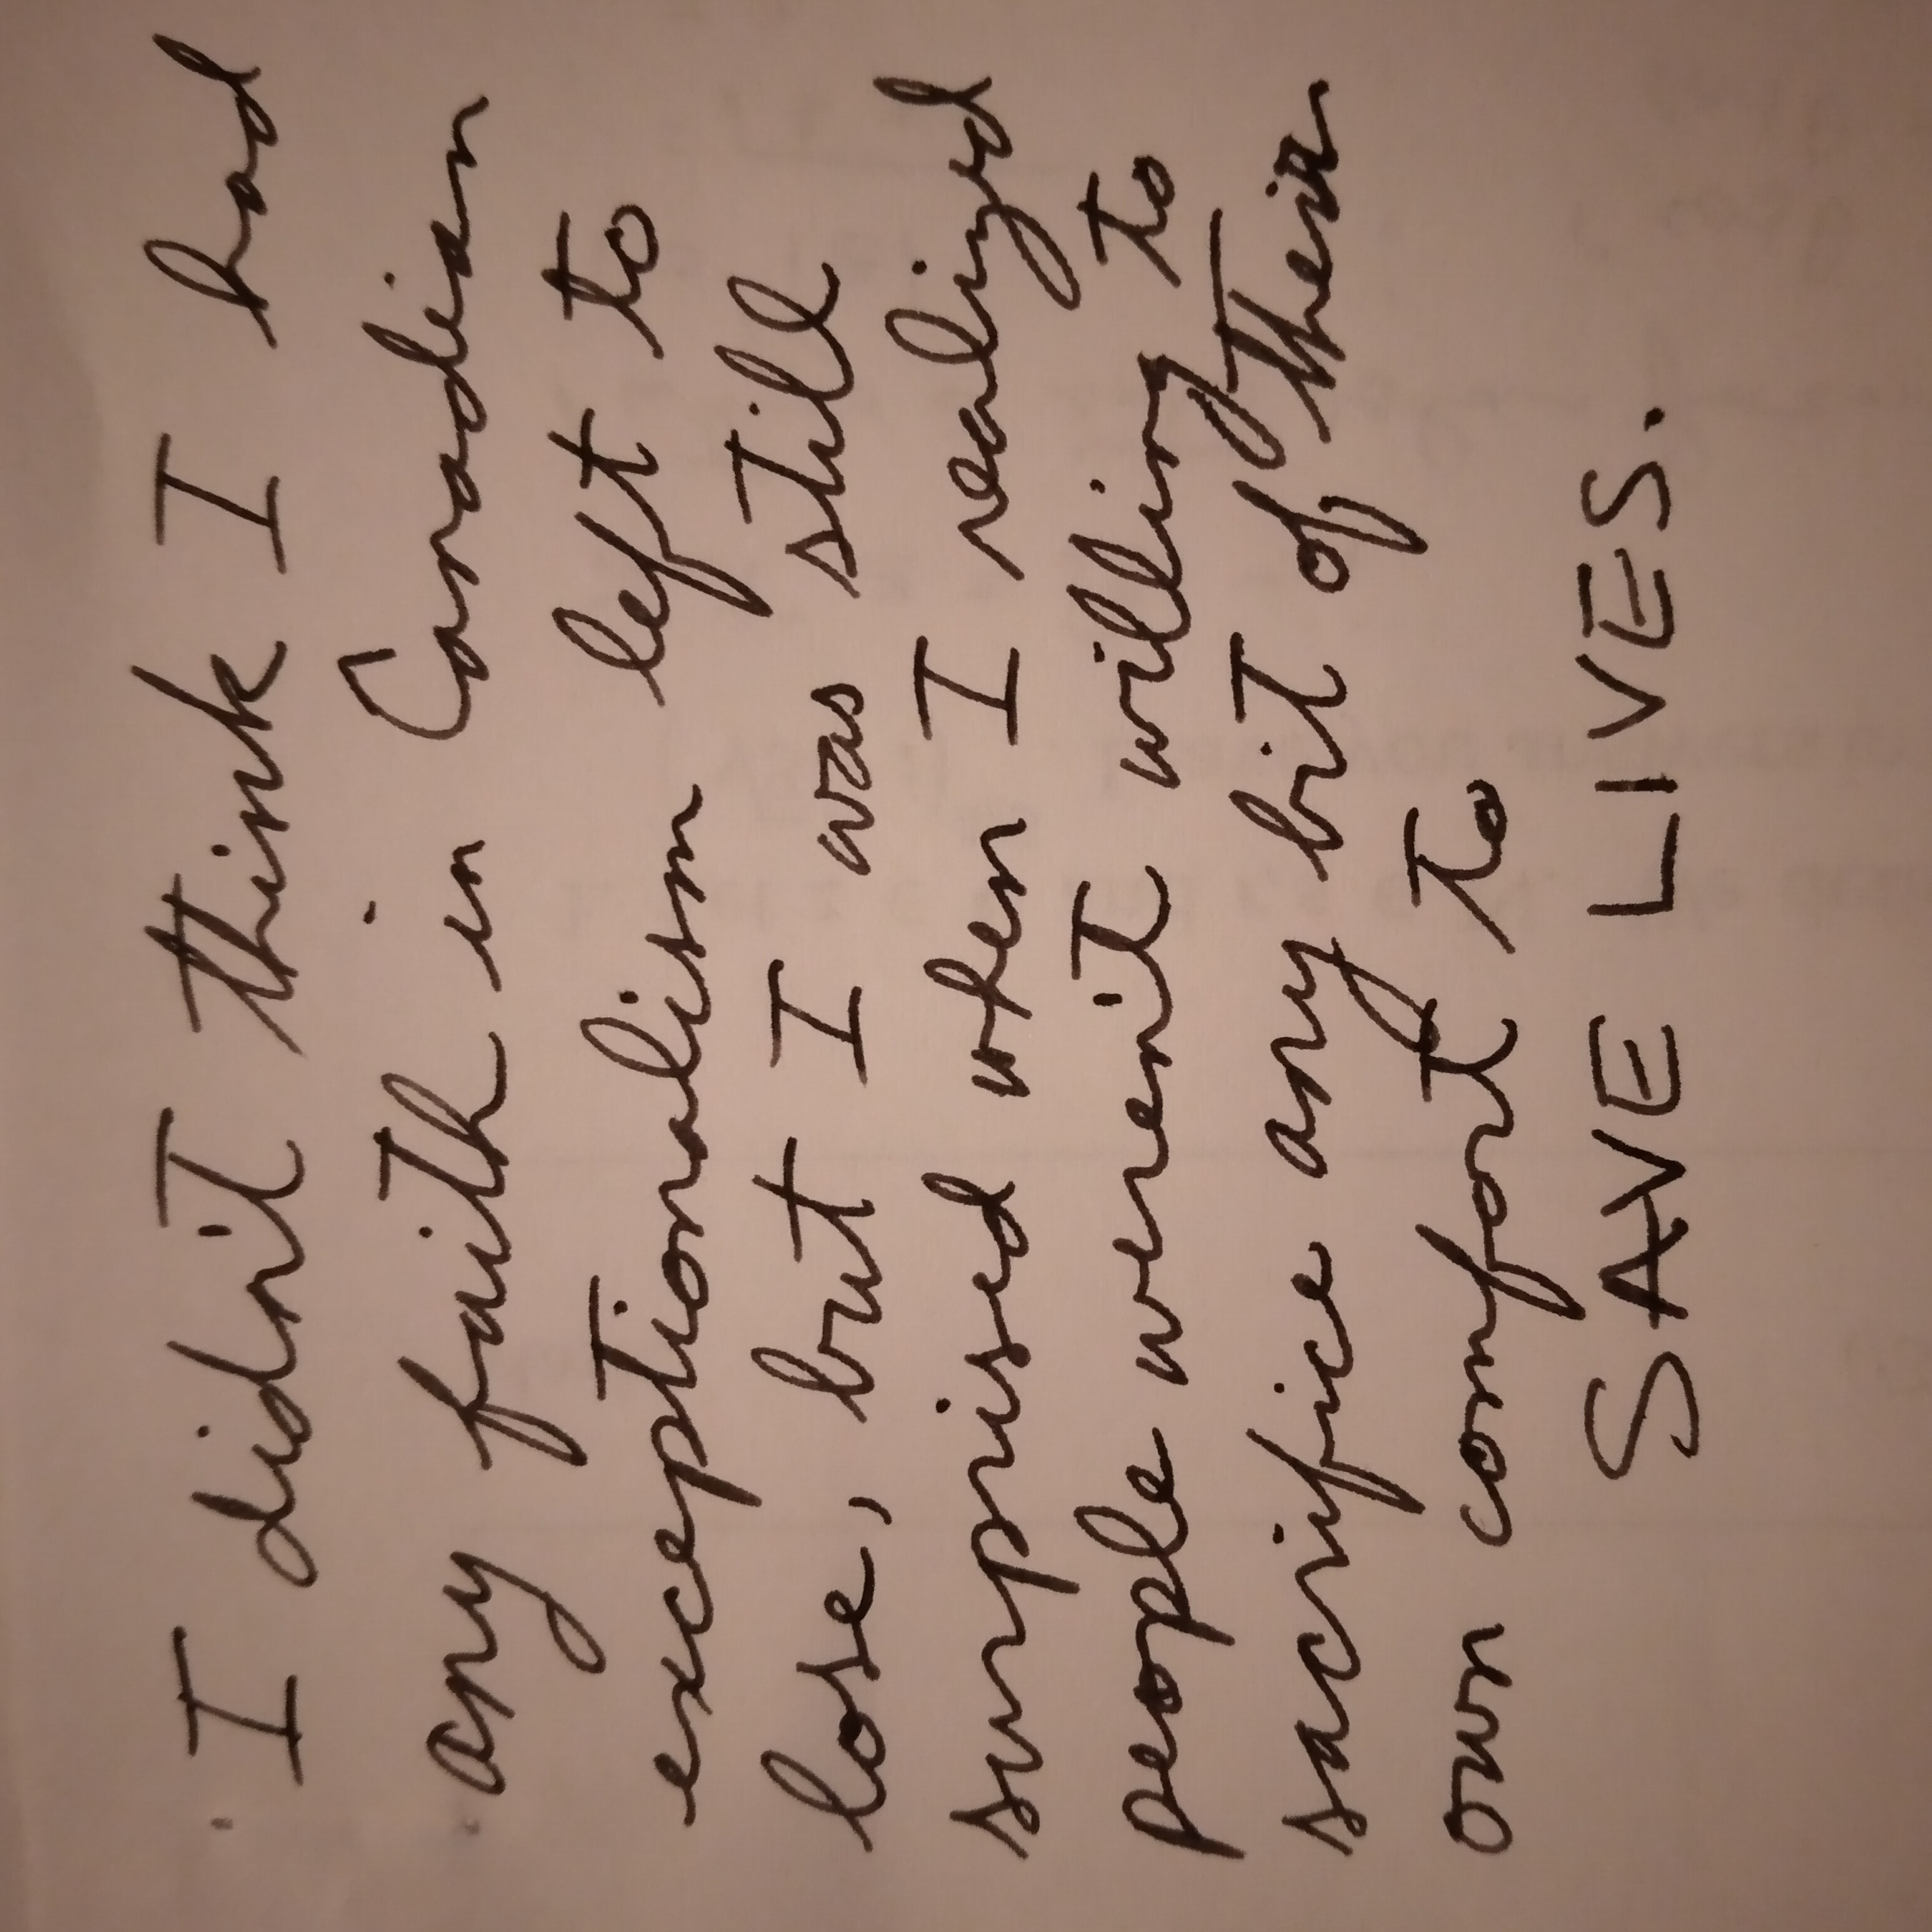 I didn't think I had
any faith in Canadian
exceptionalism left to
lose, but I was still
surprised when I realized
people weren't willing to
sacrifice any bit of their
own comfort to
SAVE LIVES.